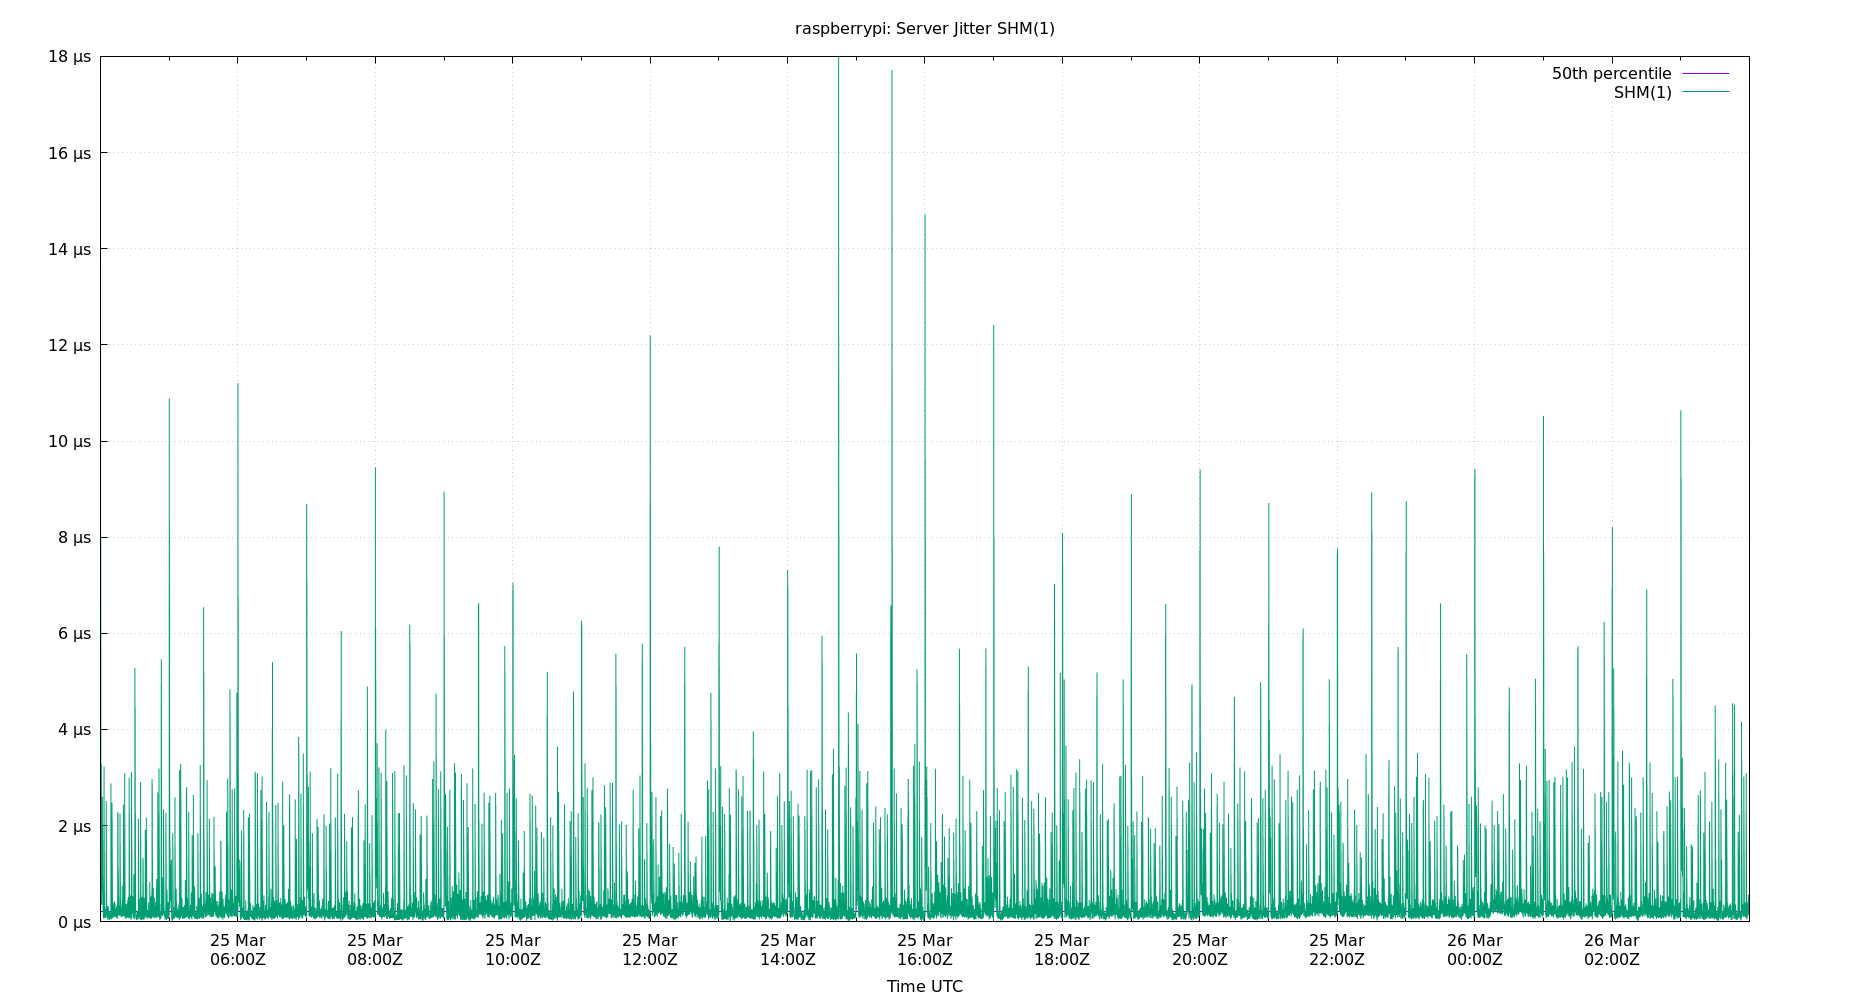 raspberrypi: Server Jitter SHM(1)
18 µs
16 µs
14 µs
12 µs
10 µs
8 µs
6 µs
4 µs
2 µs
0 µs
50th percentile
SHM(1)
25 Mar 25 Mar 25 Mar 25 Mar 25 Mar 25 Mar 25 Mar 25 Mar 25 Mar 26 Mar 26 Mar
06:00Z 08:00Z 10:00Z 12:00Z 14:00Z 16:00Z 18:00Z 20:00Z 22:00Z 00:00Z 02:00Z
Time UTC